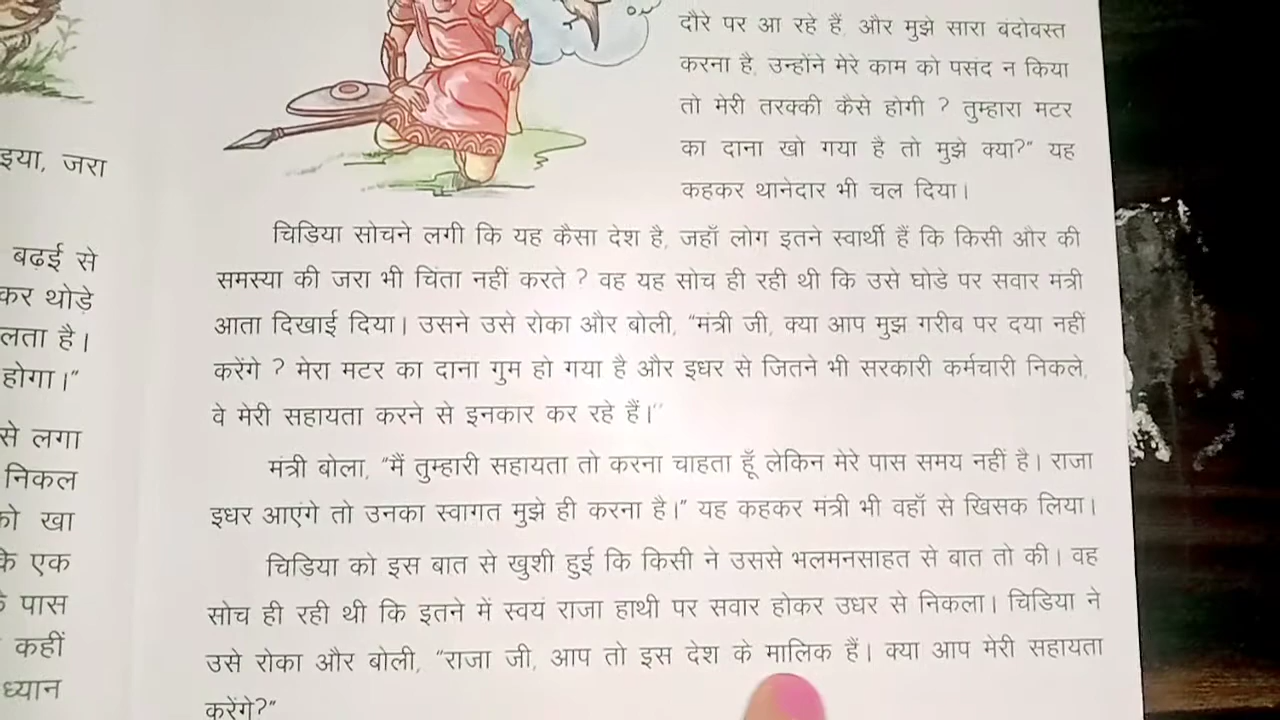 इया, जरा
बढ़ई से
कर थोड़े
लता है।
होगा।”
से लगा
निकल
को खा
के एक
पास
कहीं
ध्यान
दौरे पर आ रहे हैं, और मुझे सारा बंदोबस्त
करना है, उन्होंने मेरे काम को पसंद न किया
तो मेरी तरक्की कैसे होगी ? तुम्हारा मटर
का दाना खो गया है तो मुझे क्या?” यह
कहकर थानेदार भी चल दिया।
चिडिया सोचने लगी कि यह कैसा देश है, जहाँ लोग इतने स्वार्थी हैं कि किसी और की
समस्या की जरा भी चिंता नहीं करते ? वह यह सोच ही रही थी कि उसे घोडे पर सवार मंत्री
आता दिखाई दिया। उसने उसे रोका और बोली, “मंत्री जी, क्या आप मुझ गरीब पर दया नहीं
करेंगे ? मेरा मटर का दाना गुम हो गया है और इधर से जितने भी सरकारी कर्मचारी निकले,
वे मेरी सहायता करने से इनकार कर रहे हैं।”
मंत्री बोला, “मैं तुम्हारी सहायता तो करना चाहता हूँ लेकिन मेरे पास समय नहीं है। राजा
इधर आएंगे तो उनका स्वागत मुझे ही करना है।” यह कहकर मंत्री भी वहाँ से खिसक लिया।
चिडिया को इस बात से खुशी हुई कि किसी ने उससे भलमनसाहत से बात तो की। वह
सोच ही रही थी कि इतने में स्वयं राजा हाथी पर सवार होकर उधर से निकला। चिडिया ने
उसे रोका और बोली, “राजा जी, आप तो इस देश के मालिक हैं। क्या आप मेरी सहायता
करेंगे?”